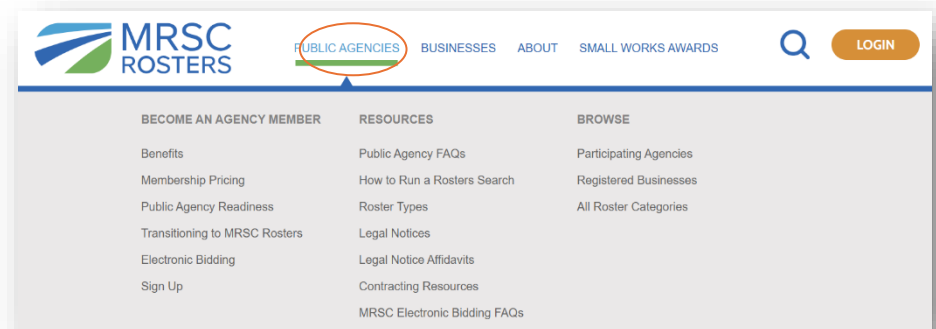 MRSC
ROSTERS
PUBLIC AGENCIES BUSINESSES ABOUT SMALL WORKS AWARDS LOGIN
BECOME AN AGENCY MEMBER
Benefits
Membership Pricing
Public Agency Readiness
Transitioning to MRSC Rosters
Electronic Bidding
Sign Up
RESOURCES
Public Agency FAQs
How to Run a Rosters Search
Roster Types
Legal Notices
Legal Notice Affidavits
Contracting Resources
MRSC Electronic Bidding FAQs
BROWSE
Participating Agencies
Registered Businesses
All Roster Categories